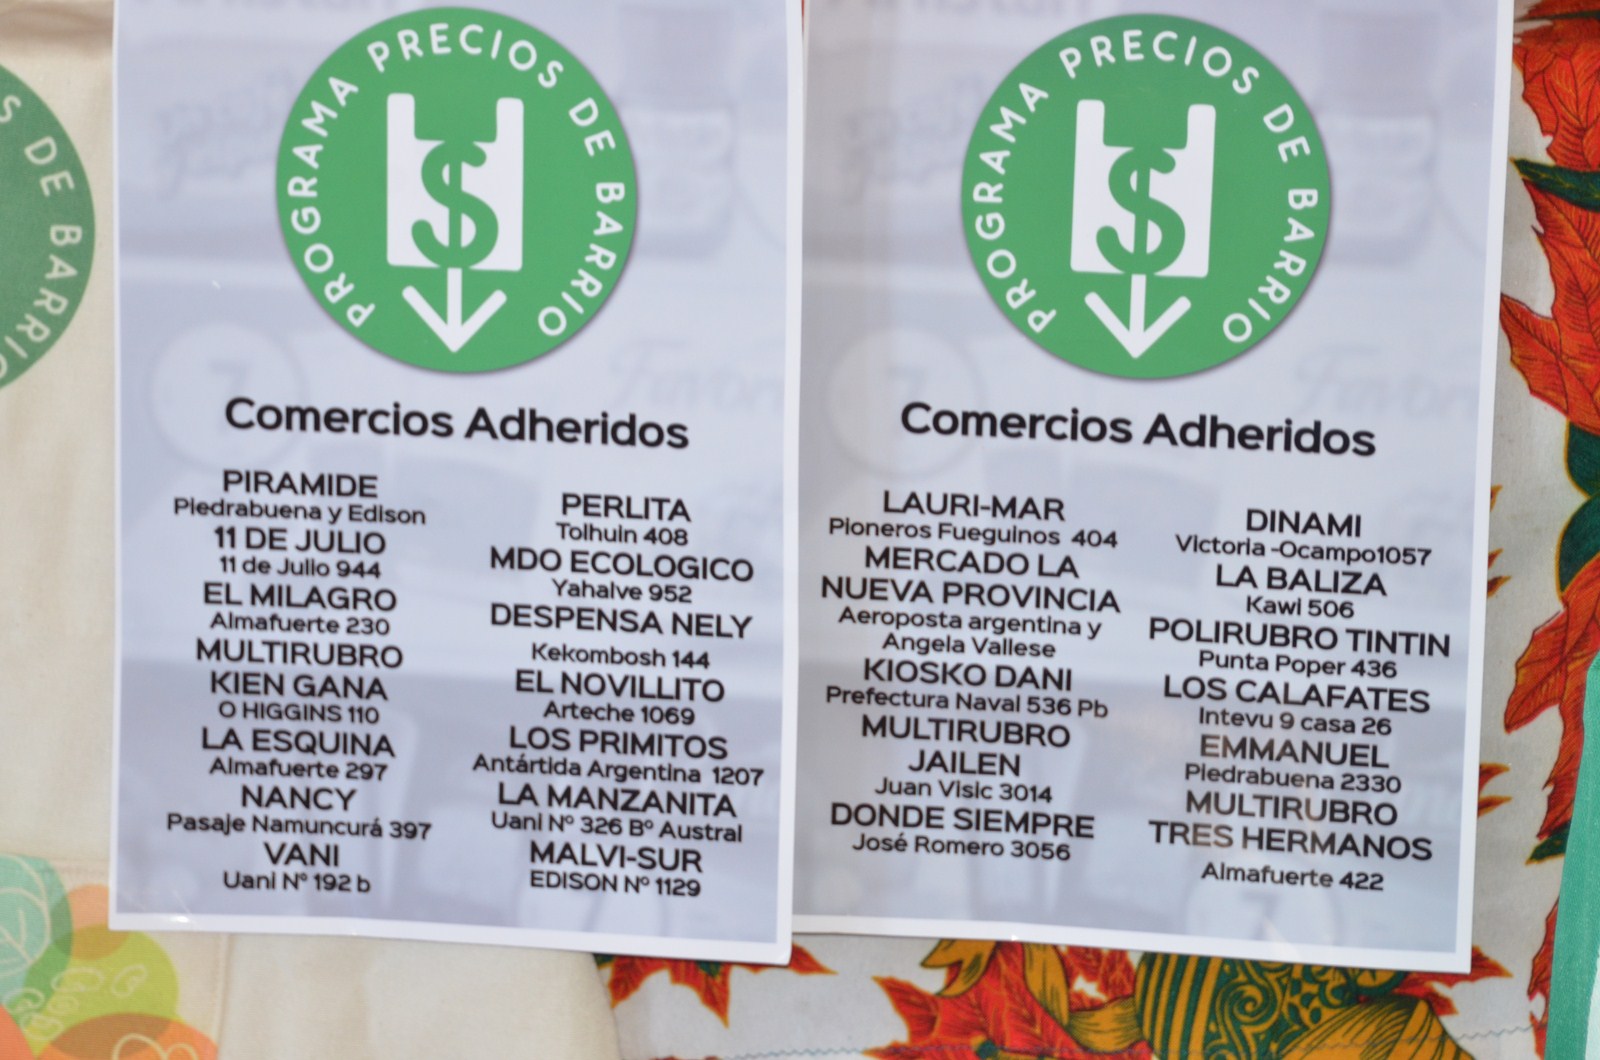 S DE BARRIO
PROGRAMA PRECIOS DE BARRIO
$
Comercios Adheridos
PIRAMIDE
Piedrabuena y Edison
11 DE JULIO
11 de Julio 944
EL MILAGRO
Almafuerte 230
MULTIRUBRO
KIEN GANA
O HIGGINS 110
LA ESQUINA
Almafuerte 297
NANCY
Pasaje Namuncurá 397
VANI
Uani Nº 192 b
PERLITA
Tolhuin 408
MDO ECOLOGICO
Yahalve 952
DESPENSA NELY
Kekombosh 144
EL NOVILLITO
Arteche 1069
LOS PRIMITOS
Antártida Argentina 1207
LA MANZANITA
Uani Nº 326 Bº Austral
MALVI-SUR
EDISON Nº 1129
PROGRAMA PRECIOS DE BARRIO
$
Comercios Adheridos
LAURI-MAR
Pioneros Fueguinos 404
MERCADO LA
NUEVA PROVINCIA
Aeroposta argentina y
Angela Vallese
KIOSKO DANI
Prefectura Naval 536 Pb
MULTIRUBRO
JAILEN
Juan Visic 3014
DONDE SIEMPRE
José Romero 3056
DINAMI
Victoria -Ocampo1057
LA BALIZA
Kawi 506
POLIRUBRO TINTIN
Punta Poper 436
LOS CALAFATES
Intevu 9 casa 26
EMMANUEL
Piedrabuena 2330
MULTIRUBRO
TRES HERMANOS
Almafuerte 422